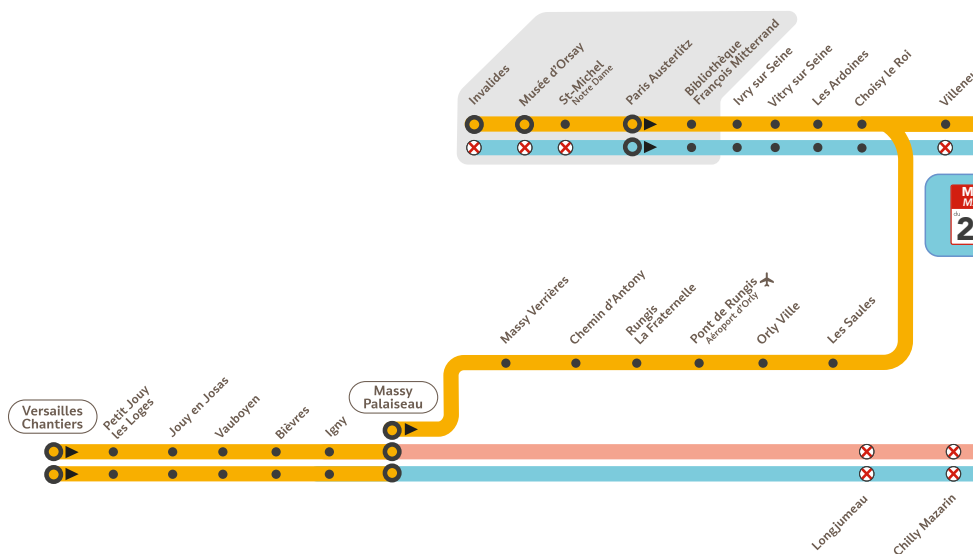 Invalides
Musée d'Orsay
St-Michel
Notre Dame
Paris Austerlitz
Bibliothèque
François Mitterrand
Ivry sur Seine
Vitry sur Seine
Les Ardoines
Choisy le Roi
du
2
Massy Verrières
Chemin d'Antony
Rungis
La Fraternelle
Pont de Rungis
Aéroport d'Orly
Orly Ville
Les Saules
Massy
Palaiseau
Versailles
Chantiers
Petit Jouy
les Loges
Jouy en Josas
Vauboyen
Bièvres
Igny
Longjumeau
Chilly Mazarin